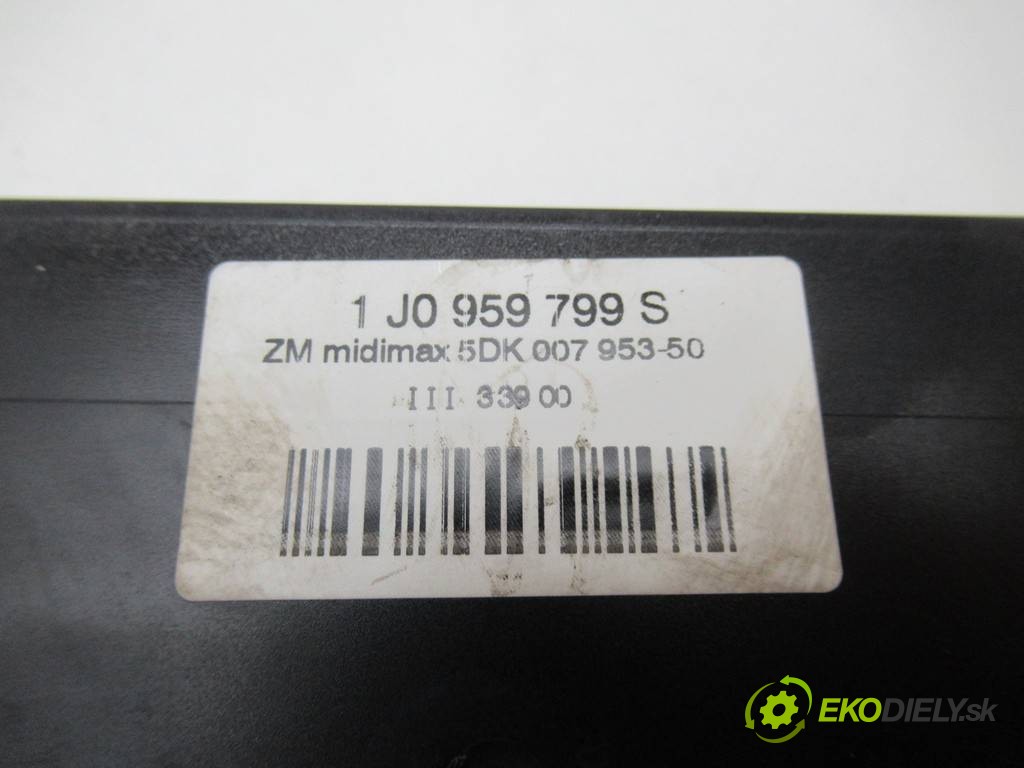 1 J0 959 799 S
ZM midimax 5DK 007 953-50
III 339 00
EKODIELY.sk